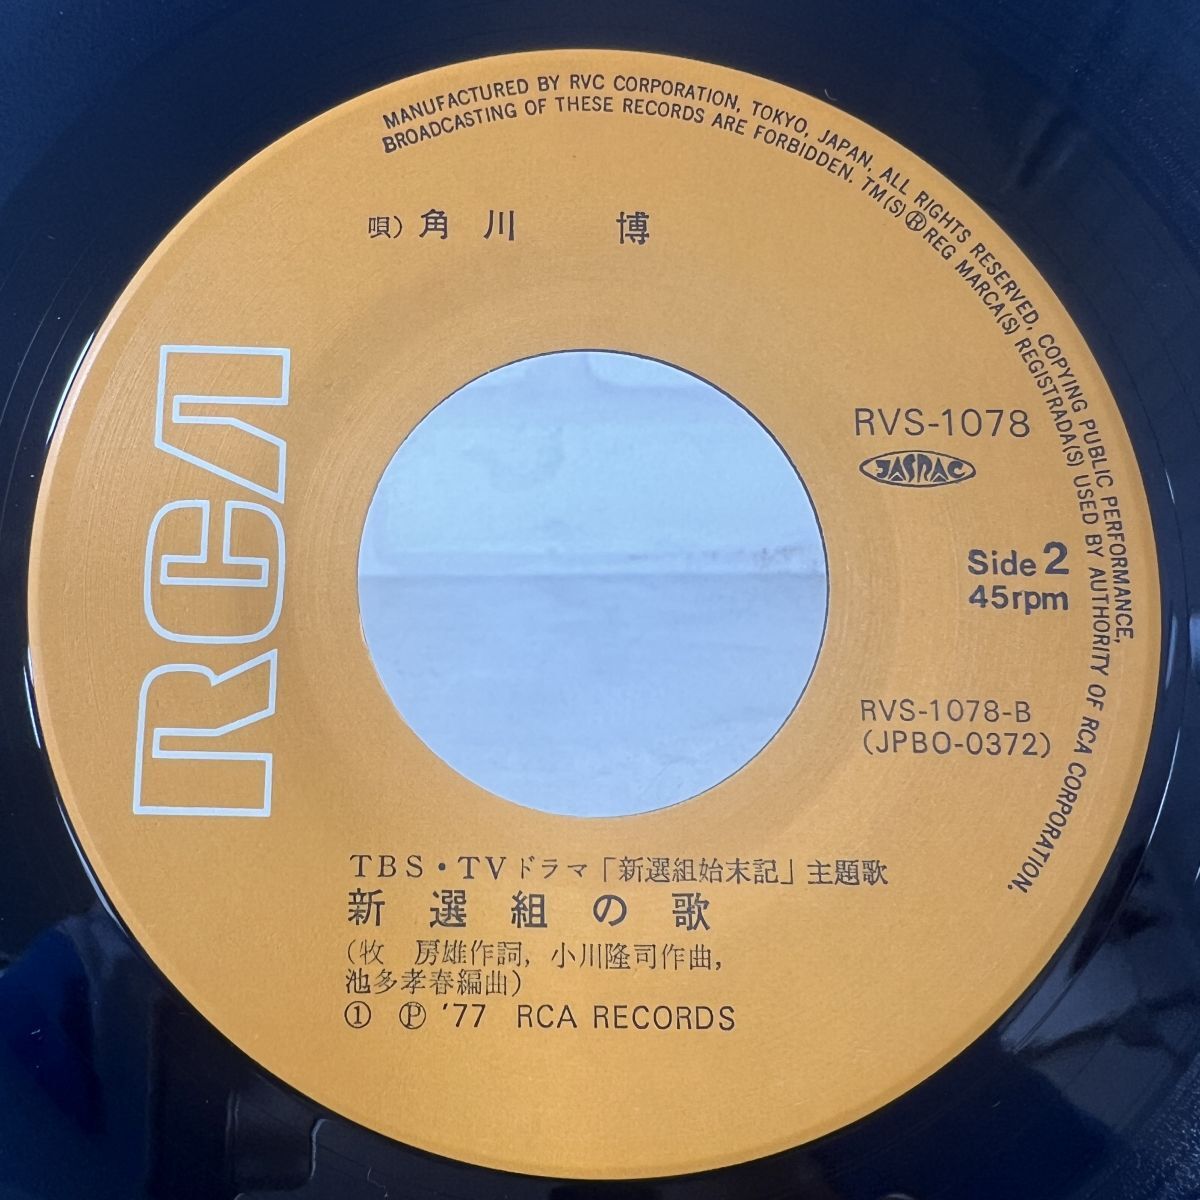 MANUFACTURED BY RVC CORPORATION, TOKYO, JAPAN. ALL RIGHTS RESERVED, COPYING PUBLIC PERFORMANCE,
BROADCASTING OF THESE RECORDS ARE FORBIDDEN. TM(S)® REG MARCA(S) REGISTRADA(S) USED BY AUTHORITY OF RCA CORPORATION.
唄) 角川 博
RCA
RVS-1078
JASRAC
Side 2
45rpm
RVS-1078-B
(JPBO-0372)
TBS・TVドラマ「新選組始末記」主題歌
新選組の歌
(牧 房雄作詞, 小川隆司作曲,
池多孝春編曲)
① Ⓟ '77 RCA RECORDS